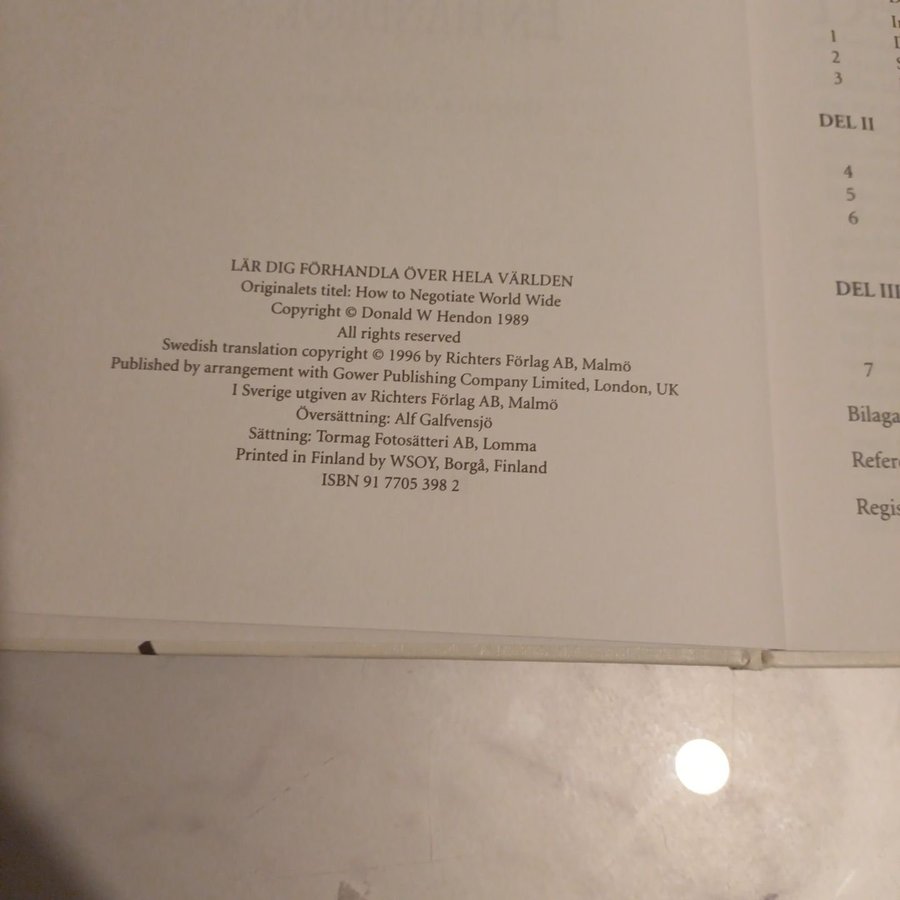 LÄR DIG FÖRHANDLA ÖVER HELA VÄRLDEN
Originalets titel: How to Negotiate World Wide
Copyright © Donald W Hendon 1989
All rights reserved
Swedish translation copyright © 1996 by Richters Förlag AB, Malmö
Published by arrangement with Gower Publishing Company Limited, London, UK
I Sverige utgiven av Richters Förlag AB, Malmö
Översättning: Alf Galfvensjö
Sättning: Tormag Fotosätteri AB, Lomma
Printed in Finland by WSOY, Borgå, Finland
ISBN 91 7705 398 2
1
2
3
DEL II
4
5
6
DEL III
7
Bilaga